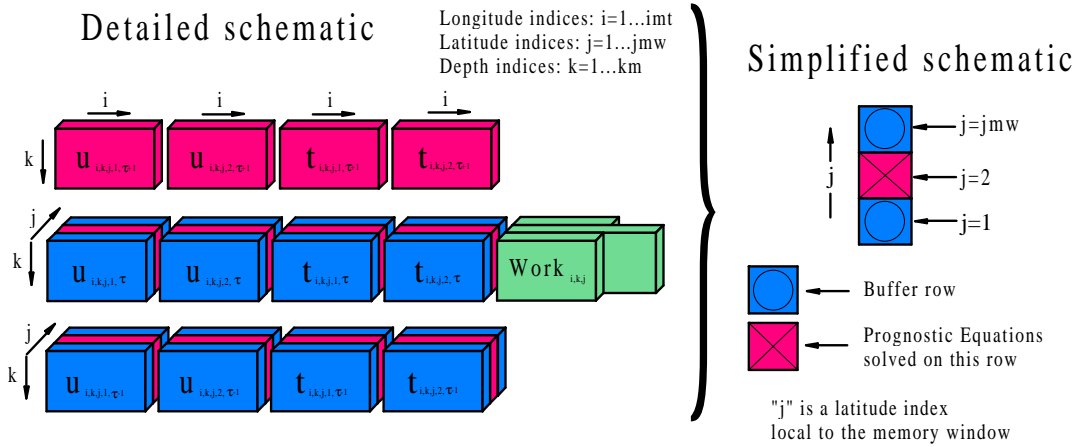 Detailed schematic
Longitude indices: i=1...imt
Latitude indices: j=1...jmw
Depth indices: k=1...km
i
i
i
i
k
u i,k,j,1,τ+1
u i,k,j,2,τ+1
t i,k,j,1,τ+1
t i,k,j,2,τ+1
j
k
u i,k,j,1,τ
u i,k,j,2,τ
t i,k,j,1,τ
t i,k,j,2,τ
Work i,k,j
j
k
u i,k,j,1,τ-1
u i,k,j,2,τ-1
t i,k,j,1,τ-1
t i,k,j,2,τ-1
Simplified schematic
j
j=jmw
j=2
j=1
Buffer row
Prognostic Equations
solved on this row
"j" is a latitude index
local to the memory window